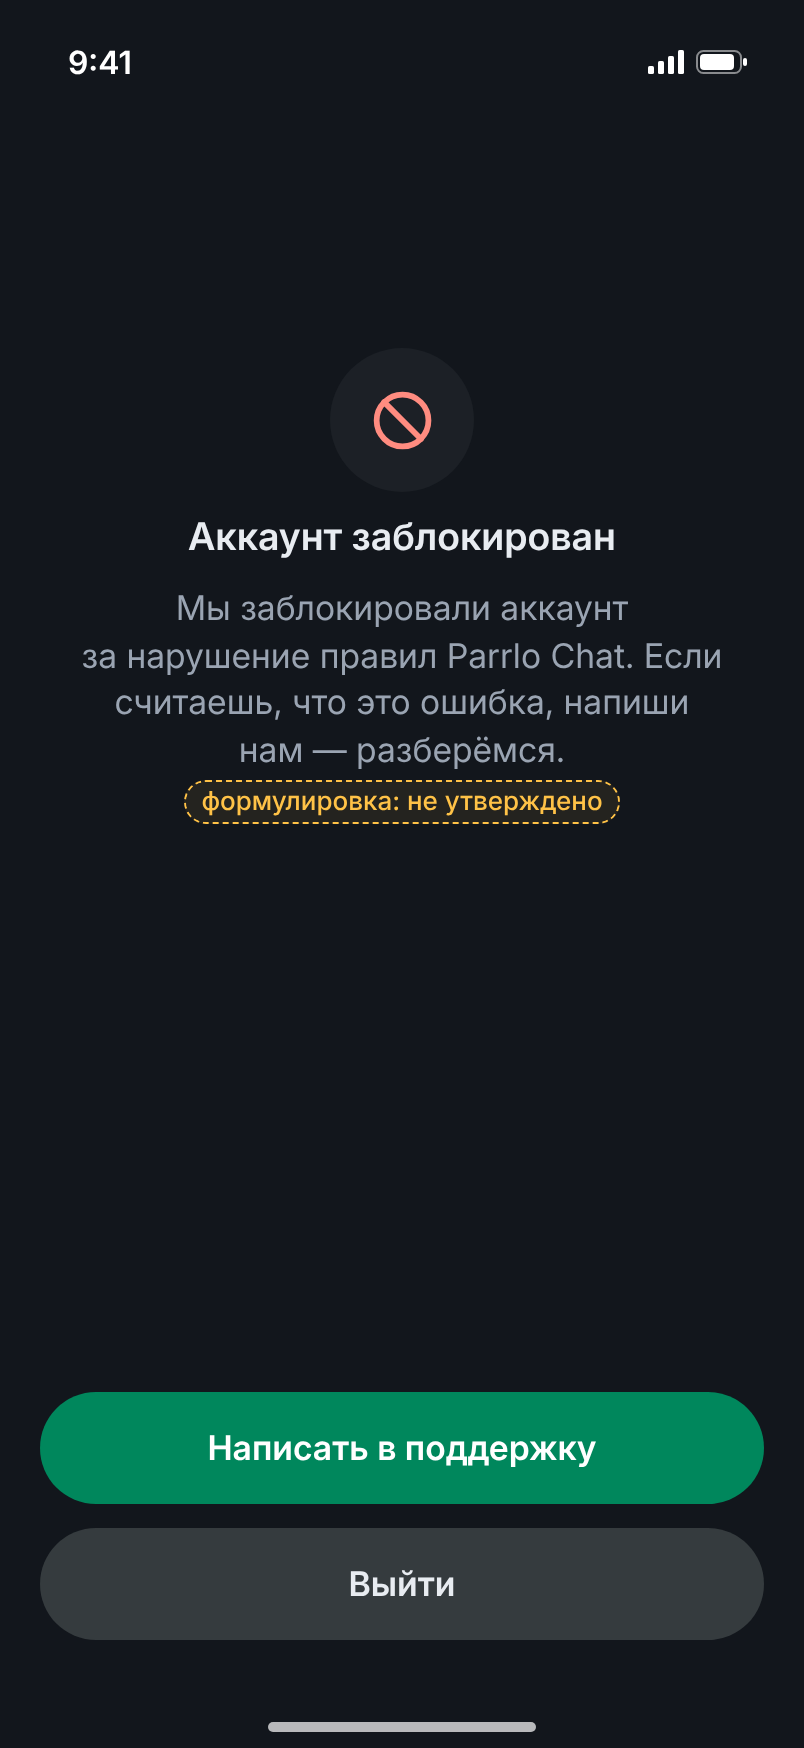 9:41
Аккаунт заблокирован
Мы заблокировали аккаунт
за нарушение правил Parrlo Chat. Если
считаешь, что это ошибка, напиши
нам — разберёмся.
формулировка: не утверждено
Написать в поддержку
Выйти